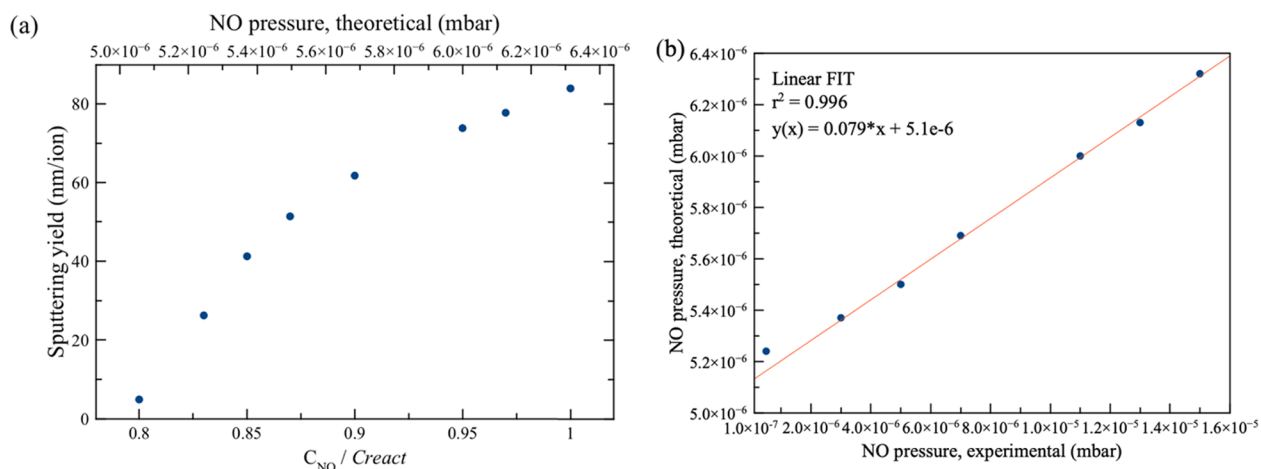 (a)
NO pressure, theoretical (mbar)
5.0×10⁻⁶ 5.2×10⁻⁶ 5.4×10⁻⁶ 5.6×10⁻⁶ 5.8×10⁻⁶ 6.0×10⁻⁶ 6.2×10⁻⁶ 6.4×10⁻⁶
Sputtering yield (nm/ion)
80
60
40
20
0
0.8 0.85 0.9 0.95 1
C_NO / Creact
(b)
NO pressure, theoretical (mbar)
6.4×10⁻⁶
6.2×10⁻⁶
6.0×10⁻⁶
5.8×10⁻⁶
5.6×10⁻⁶
5.4×10⁻⁶
5.2×10⁻⁶
5.0×10⁻⁶
Linear FIT
r² = 0.996
y(x) = 0.079*x + 5.1e-6
1.0×10⁻⁷ 2.0×10⁻⁶ 4.0×10⁻⁶ 6.0×10⁻⁶ 8.0×10⁻⁶ 1.0×10⁻⁵ 1.2×10⁻⁵ 1.4×10⁻⁵ 1.6×10⁻⁵
NO pressure, experimental (mbar)